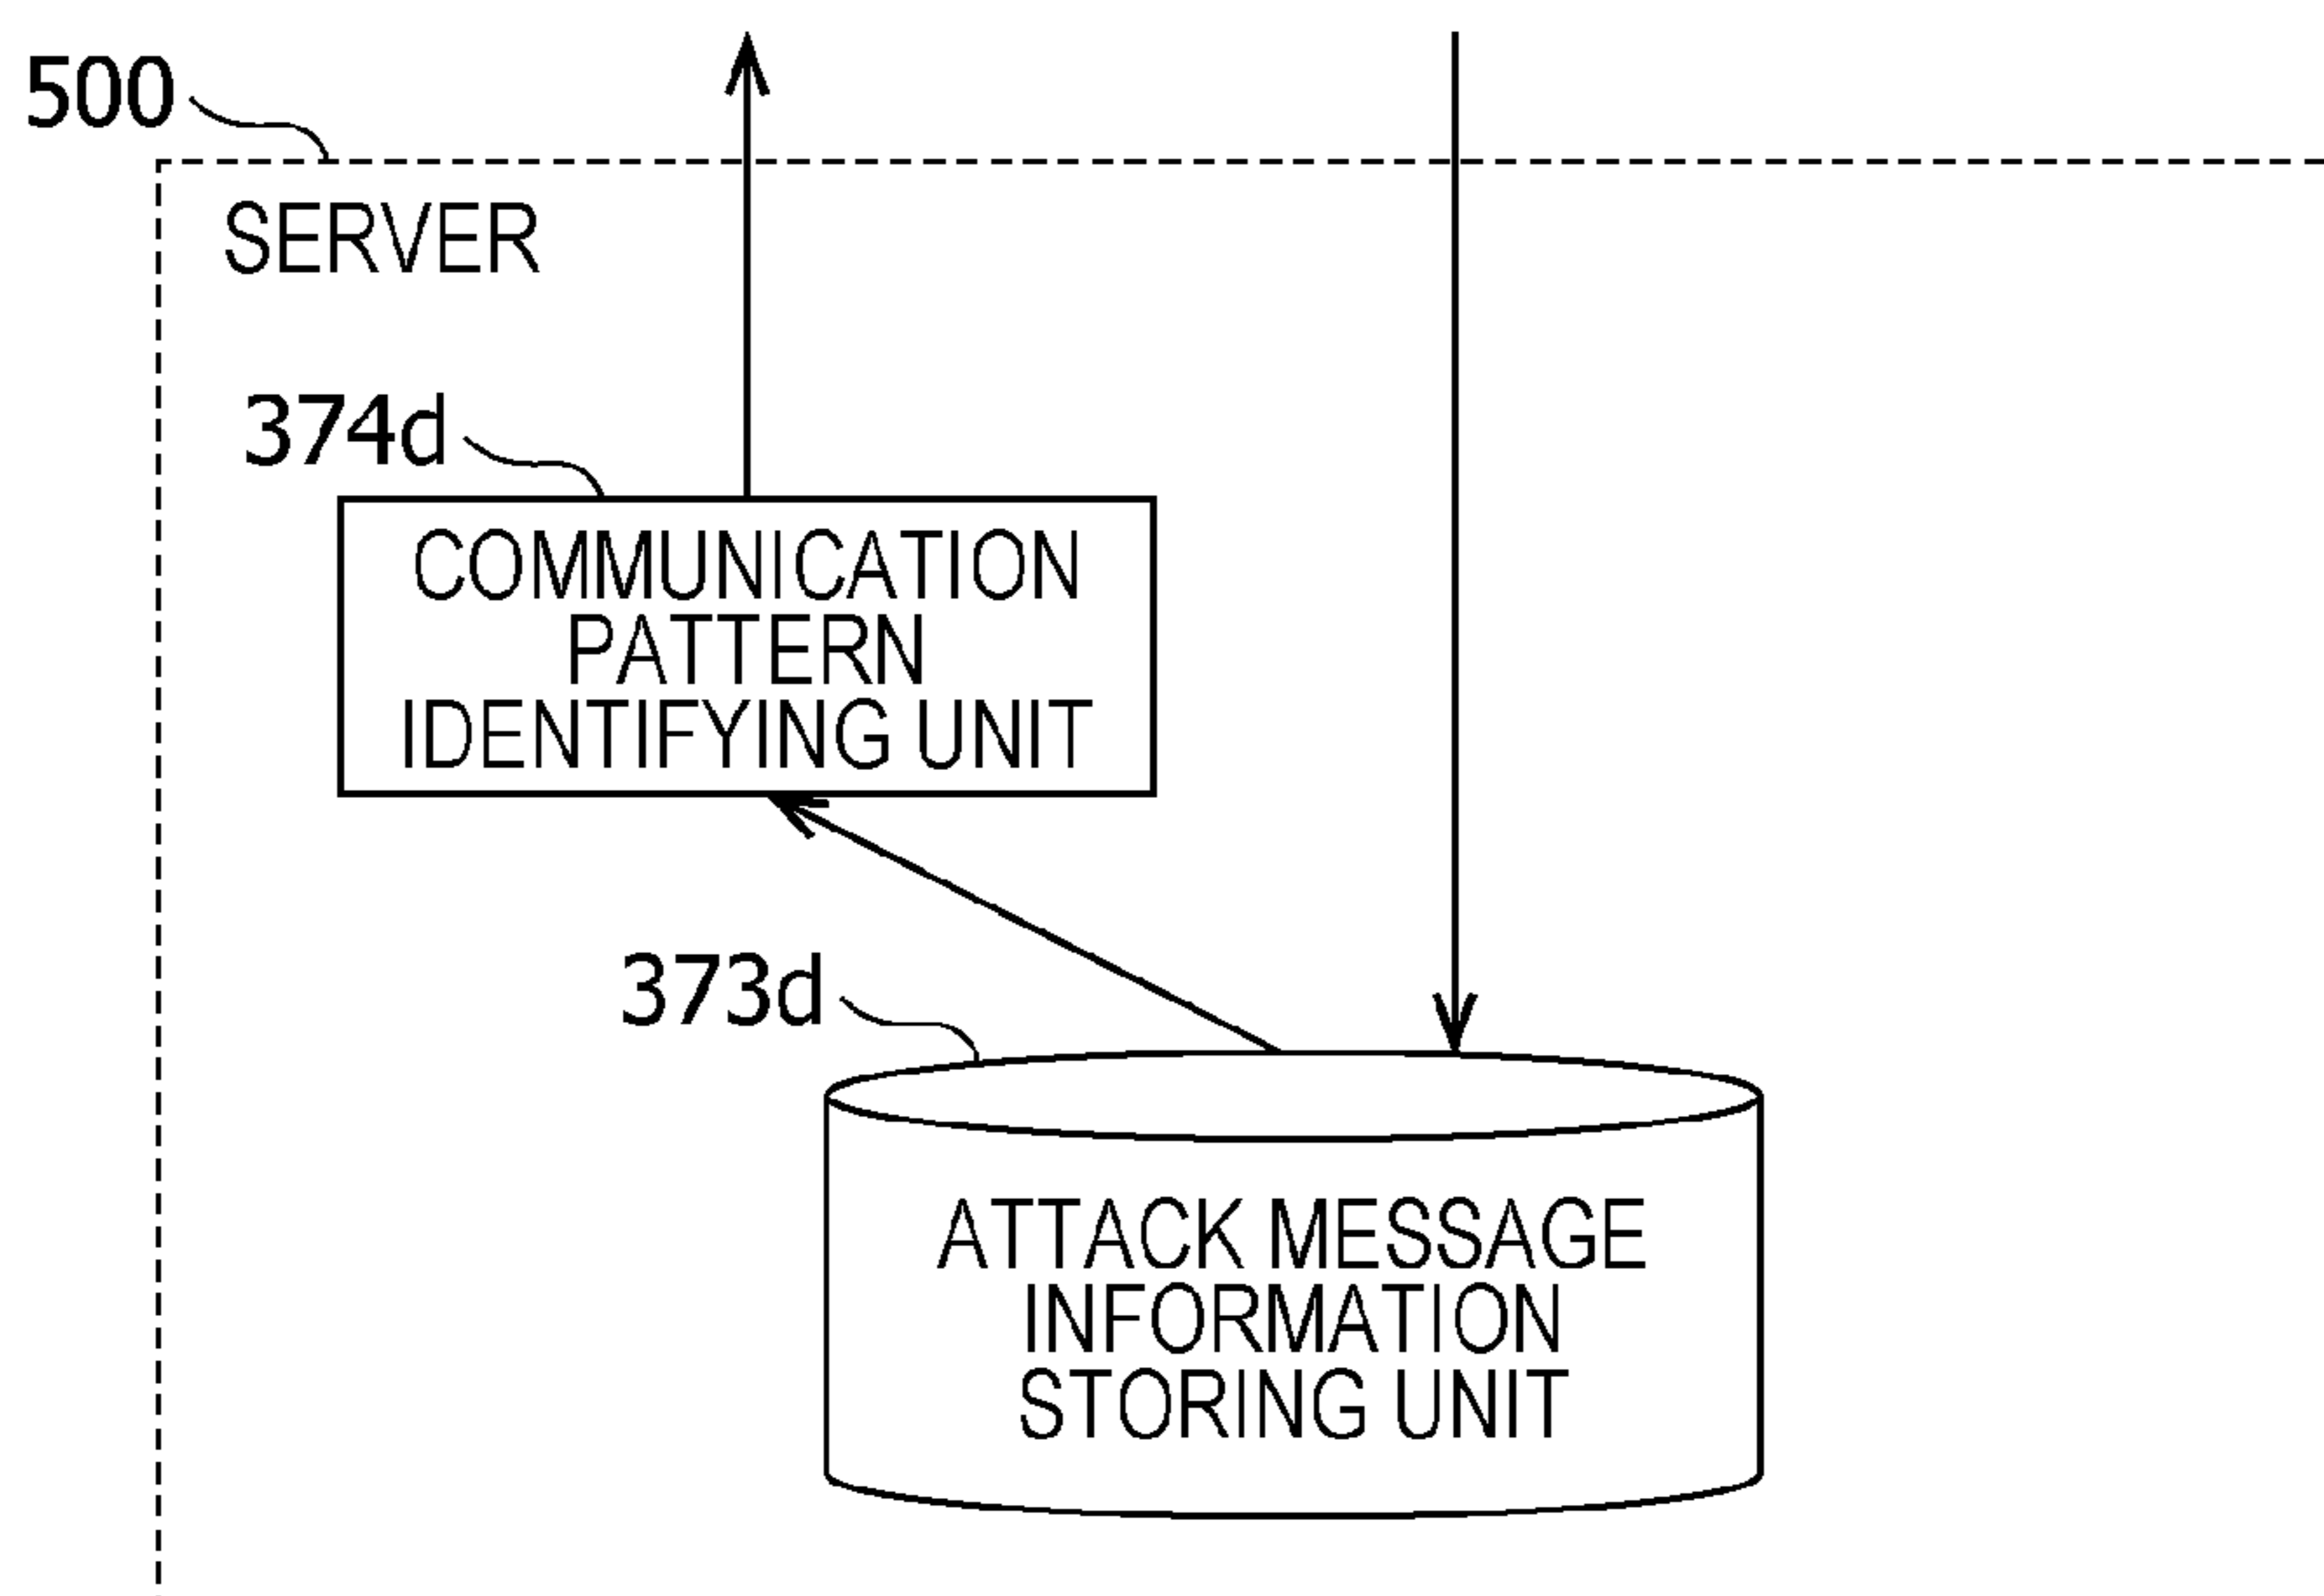 500
SERVER
374d
COMMUNICATION
PATTERN
IDENTIFYING UNIT
373d
ATTACK MESSAGE
INFORMATION
STORING UNIT